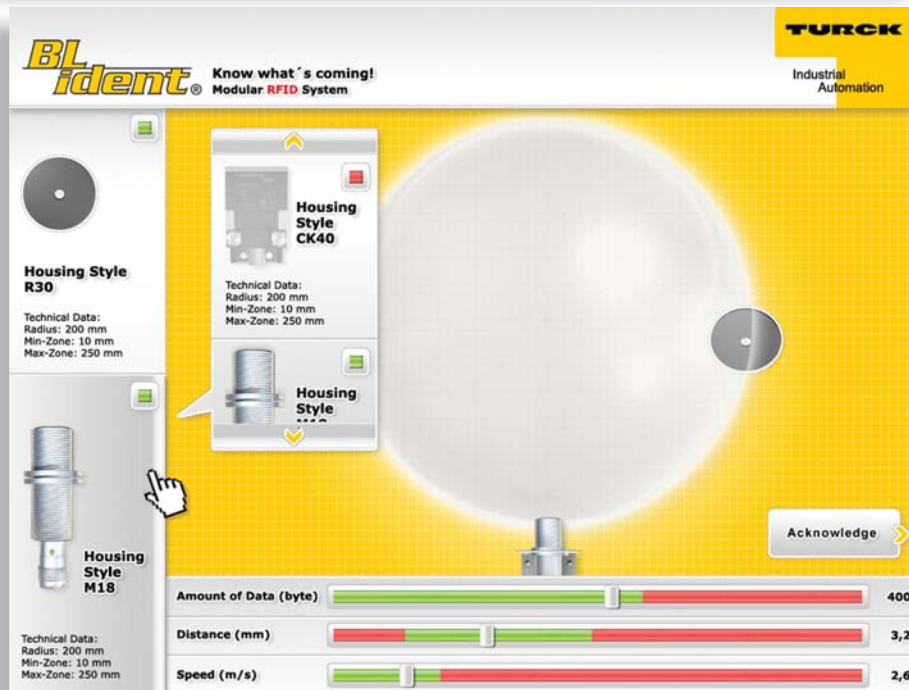 BL
ident®
Know what´s coming!
Modular RFID System
TURCK
Industrial
Automation
Housing Style
R30
Technical Data:
Radius: 200 mm
Min-Zone: 10 mm
Max-Zone: 250 mm
Housing
Style
CK40
Technical Data:
Radius: 200 mm
Min-Zone: 10 mm
Max-Zone: 250 mm
Housing
Style
Housing
Style
M18
Technical Data:
Radius: 200 mm
Min-Zone: 10 mm
Max-Zone: 250 mm
Acknowledge
Amount of Data (byte)
400
Distance (mm)
3,2
Speed (m/s)
2,6